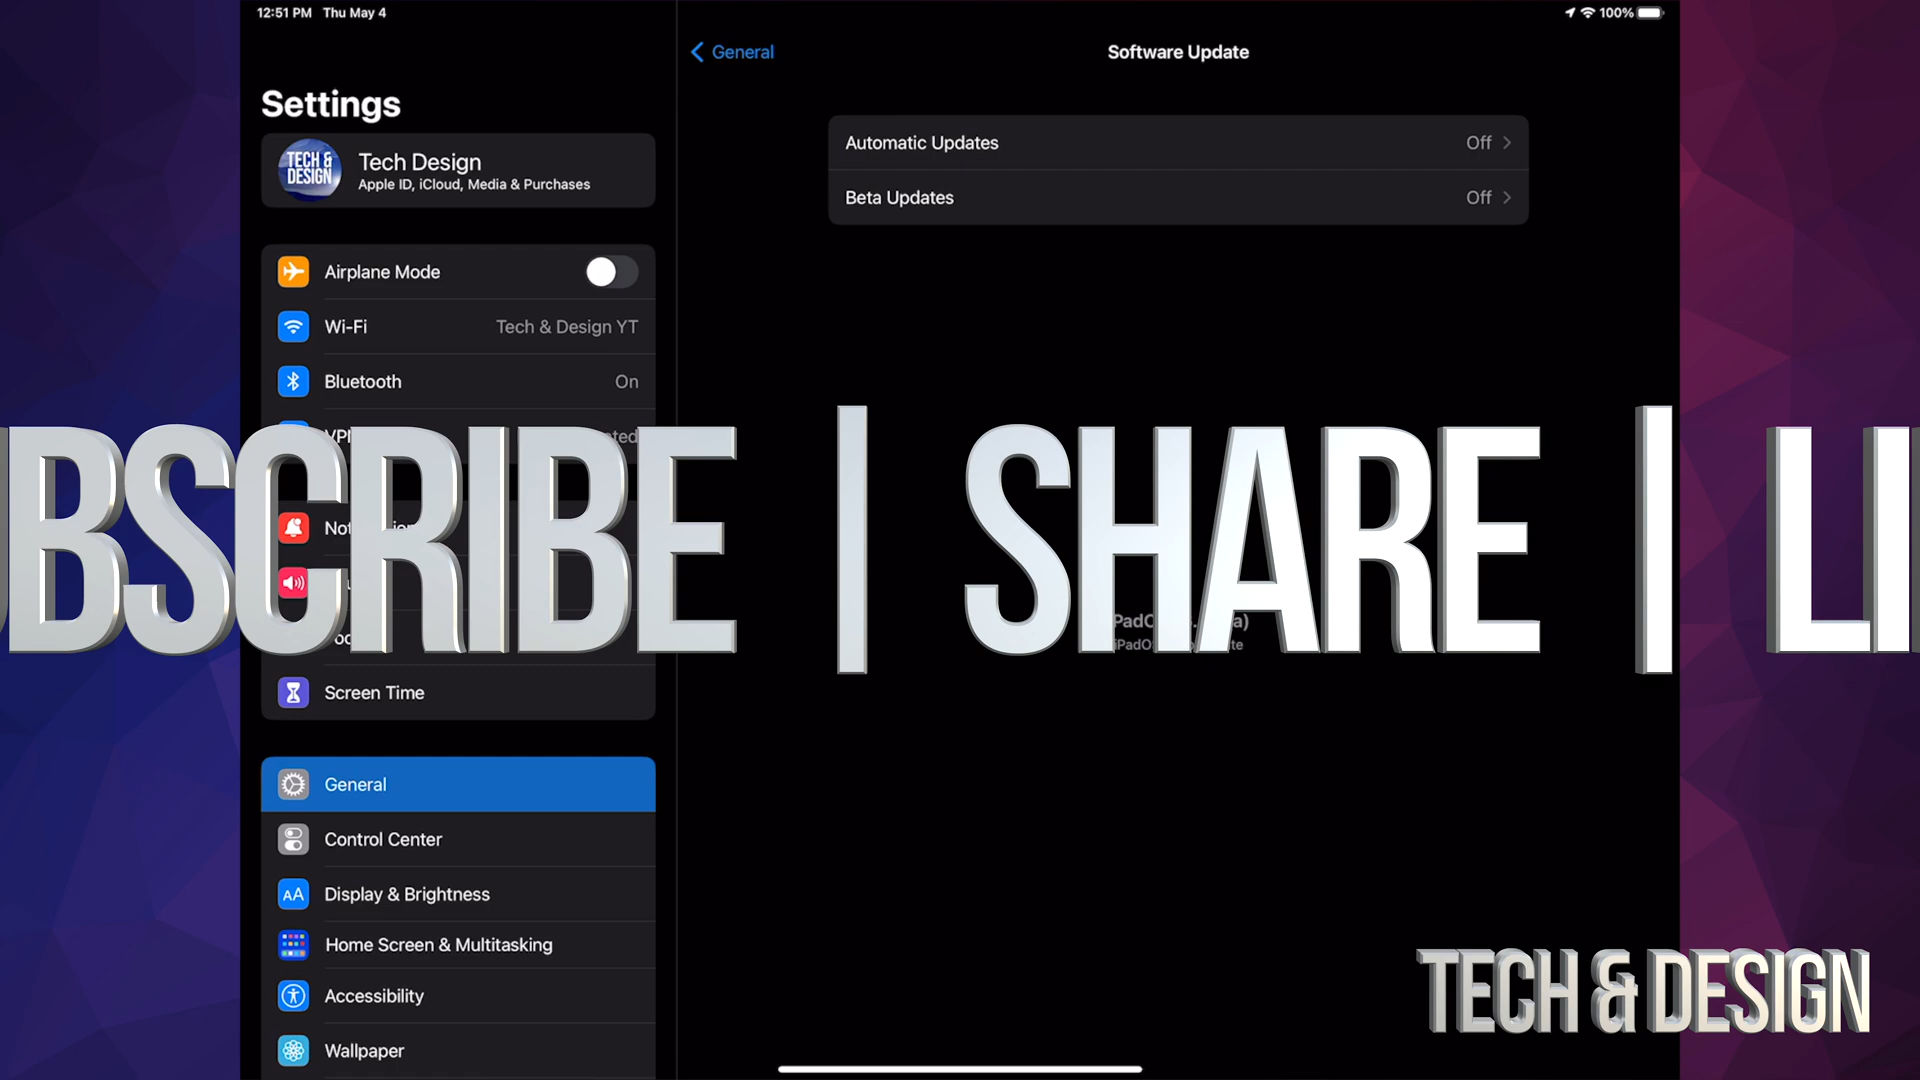 12:51 PM Thu May 4
100%
General
Software Update
Settings
TECH & DESIGN
Tech Design
Apple ID, iCloud, Media & Purchases
Automatic Updates Off
Beta Updates Off
Airplane Mode
Wi-Fi Tech & Design YT
Bluetooth On
BSCRIBE | SHARE | LI
Screen Time
General
Control Center
AA Display & Brightness
Home Screen & Multitasking
Accessibility
Wallpaper
TECH & DESIGN